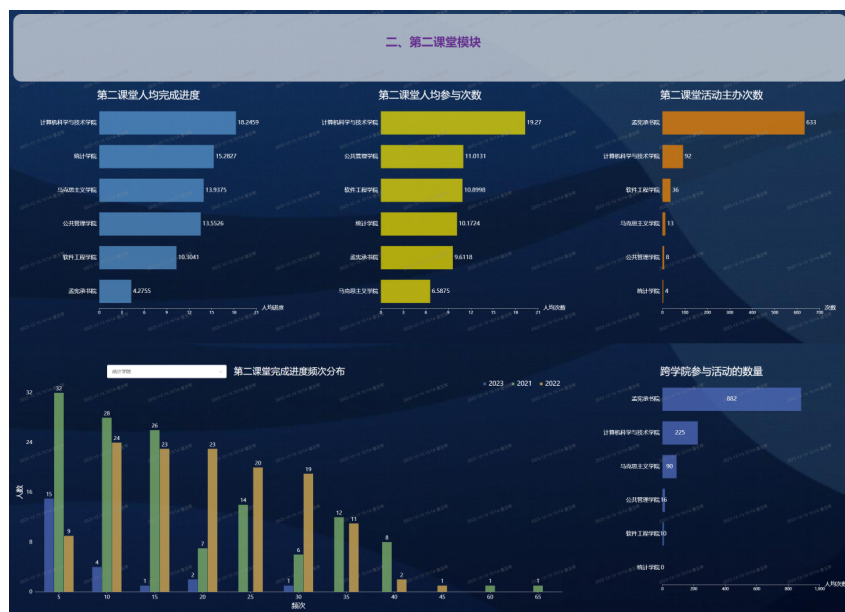 二、第二课堂模块
第二课堂人均完成进度
计算机科学与技术学院 18.2459
统计学院 15.2827
马克思主义学院 13.9375
公共管理学院 13.5526
软件工程学院 10.3041
孟宪承书院 4.2755
0 3 6 9 12 15 18 21
人均进度
第二课堂人均参与次数
计算机科学与技术学院 19.27
公共管理学院 11.0131
软件工程学院 10.8998
统计学院 10.1724
孟宪承书院 9.6118
马克思主义学院 6.5875
0 3 6 9 12 15 18 21
人均次数
第二课堂活动主办次数
孟宪承书院 633
计算机科学与技术学院 92
软件工程学院 36
马克思主义学院 13
公共管理学院 8
统计学院 4
0 100 200 300 400 500 600 700
次数
统计学院
第二课堂完成进度频次分布
2023 2021 2022
人数
32
24
16
8
0
15 32 9
4 28 24
1 26 23
2 7 23
14 20
1 6 19
12 11
8 2
1
1
1
5 10 15 20 25 30 35 40 45 60 65
频次
跨学院参与活动的数量
孟宪承书院 882
计算机科学与技术学院 225
马克思主义学院 90
公共管理学院 16
软件工程学院 10
统计学院 0
0 200 400 600 800 1,000
人均次数